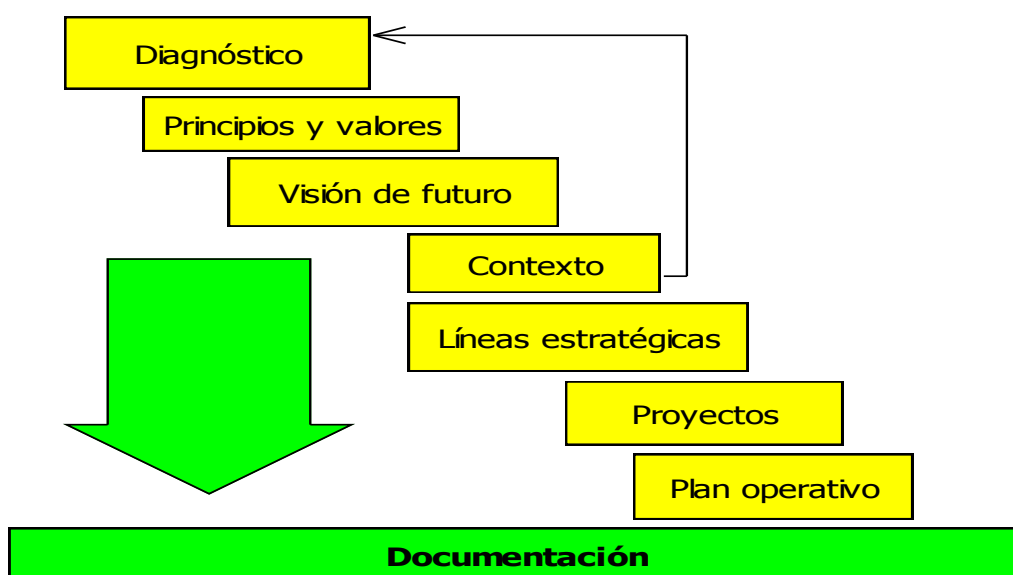 Diagnóstico
Principios y valores
Visión de futuro
Contexto
Líneas estratégicas
Proyectos
Plan operativo
Documentación